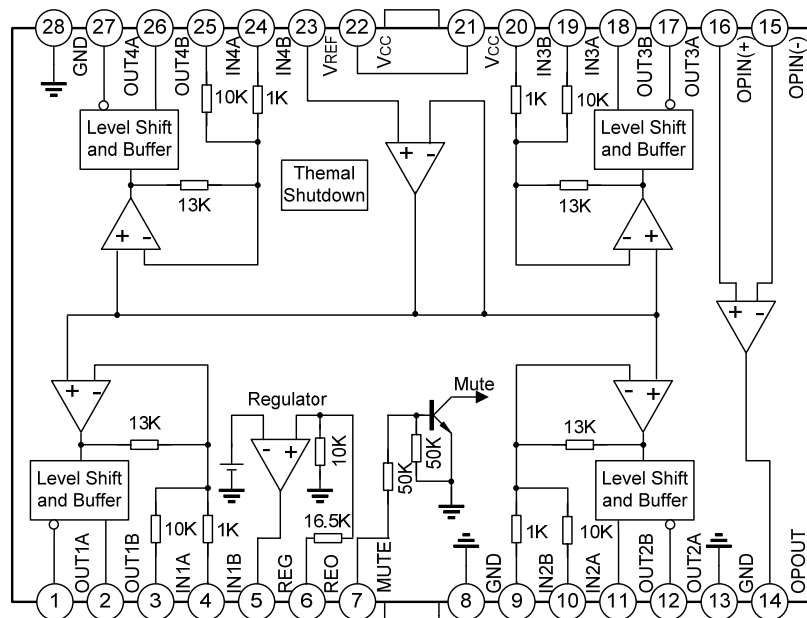 28 27 26 25 24 23 22 21 20 19 18 17 16 15
GND OUT4A OUT4B IN4A IN4B VREF VCC VCC IN3B IN3A OUT3B OUT3A OPIN(+) OPIN(-)
10K 1K 1K 10K
Level Shift
and Buffer
Level Shift
and Buffer
Themal
Shutdown
+ -
13K 13K
+ - - +
+ -
+ - - +
Regulator
Mute
13K 13K
- +
10K
50K
50K
Level Shift
and Buffer
Level Shift
and Buffer
10K 1K
16.5K
1K 10K
OUT1A OUT1B IN1A IN1B REG REO MUTE GND IN2B IN2A OUT2B OUT2A GND OPOUT
1 2 3 4 5 6 7 8 9 10 11 12 13 14